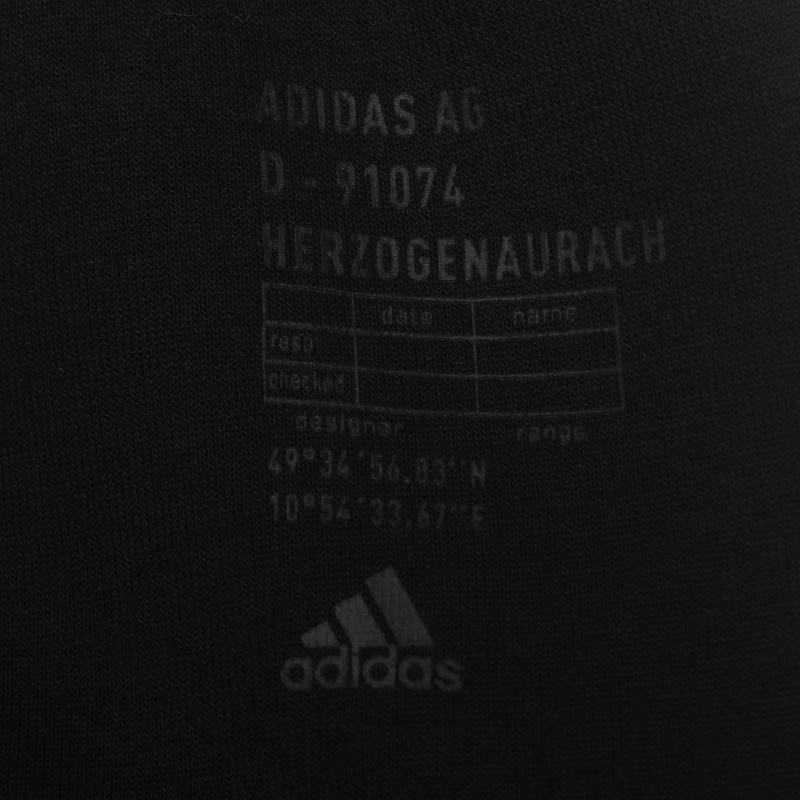 ADIDAS AG
D - 91074
HERZOGENAURACH
date name
resp
checked
designer range
49°34'56.83''N
10°54'33,67''E
adidas